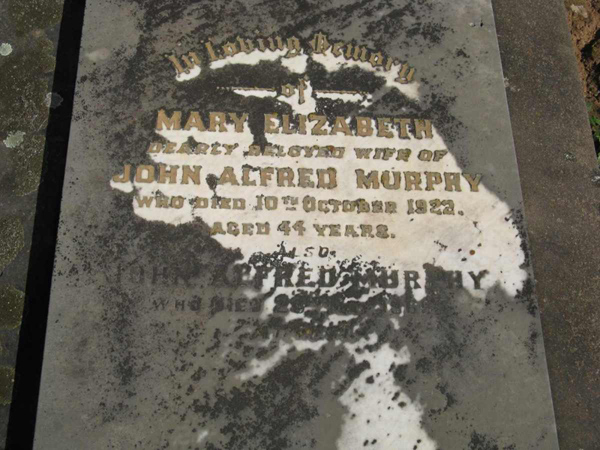 In Loving Memory
of
MARY ELIZABETH
DEARLY BELOVED WIFE OF
JOHN ALFRED MURPHY
WHO DIED 10TH OCTOBER 1922.
AGED 44 YEARS.
ALSO
JOHN ALFRED MURPHY
WHO DIED